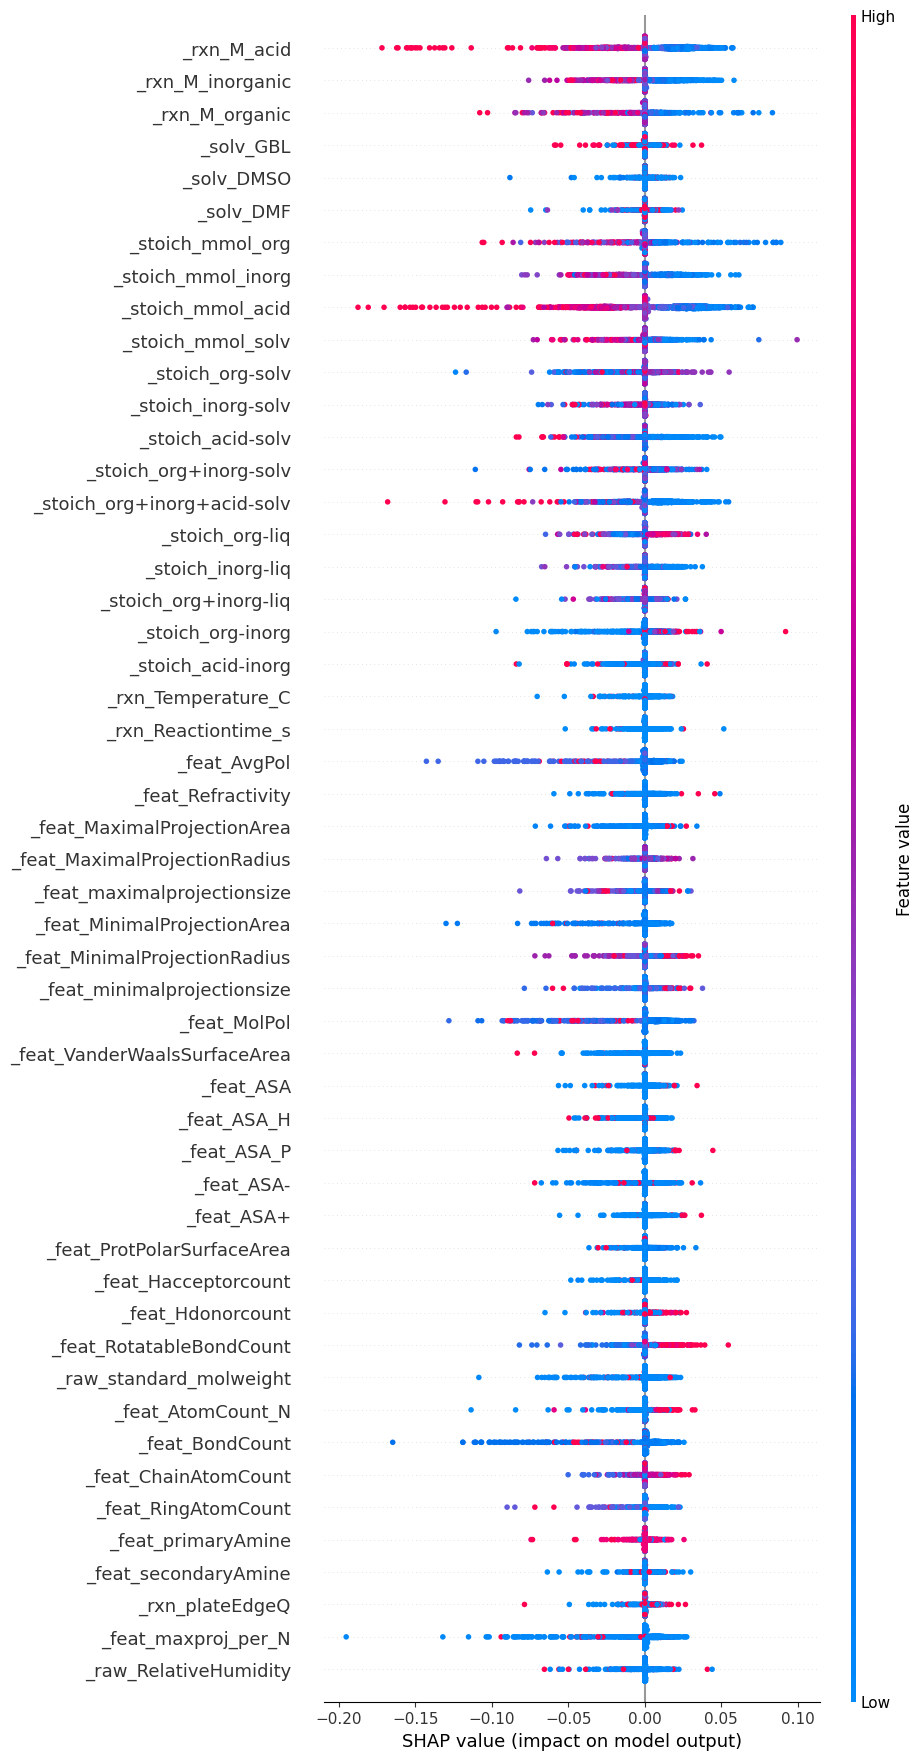 High
_rxn_M_acid
_rxn_M_inorganic
_rxn_M_organic
_solv_GBL
_solv_DMSO
_solv_DMF
_stoich_mmol_org
_stoich_mmol_inorg
_stoich_mmol_acid
_stoich_mmol_solv
_stoich_org-solv
_stoich_inorg-solv
_stoich_acid-solv
_stoich_org+inorg-solv
_stoich_org+inorg+acid-solv
_stoich_org-liq
_stoich_inorg-liq
_stoich_org+inorg-liq
_stoich_org-inorg
_stoich_acid-inorg
_rxn_Temperature_C
_rxn_Reactiontime_s
_feat_AvgPol
_feat_Refractivity
_feat_MaximalProjectionArea
_feat_MaximalProjectionRadius
_feat_maximalprojectionsize
_feat_MinimalProjectionArea
_feat_MinimalProjectionRadius
_feat_minimalprojectionsize
_feat_MolPol
_feat_VanderWaalsSurfaceArea
_feat_ASA
_feat_ASA_H
_feat_ASA_P
_feat_ASA-
_feat_ASA+
_feat_ProtPolarSurfaceArea
_feat_Hacceptorcount
_feat_Hdonorcount
_feat_RotatableBondCount
_raw_standard_molweight
_feat_AtomCount_N
_feat_BondCount
_feat_ChainAtomCount
_feat_RingAtomCount
_feat_primaryAmine
_feat_secondaryAmine
_rxn_plateEdgeQ
_feat_maxproj_per_N
_raw_RelativeHumidity
Feature value
Low
−0.20 −0.15 −0.10 −0.05 0.00 0.05 0.10
SHAP value (impact on model output)